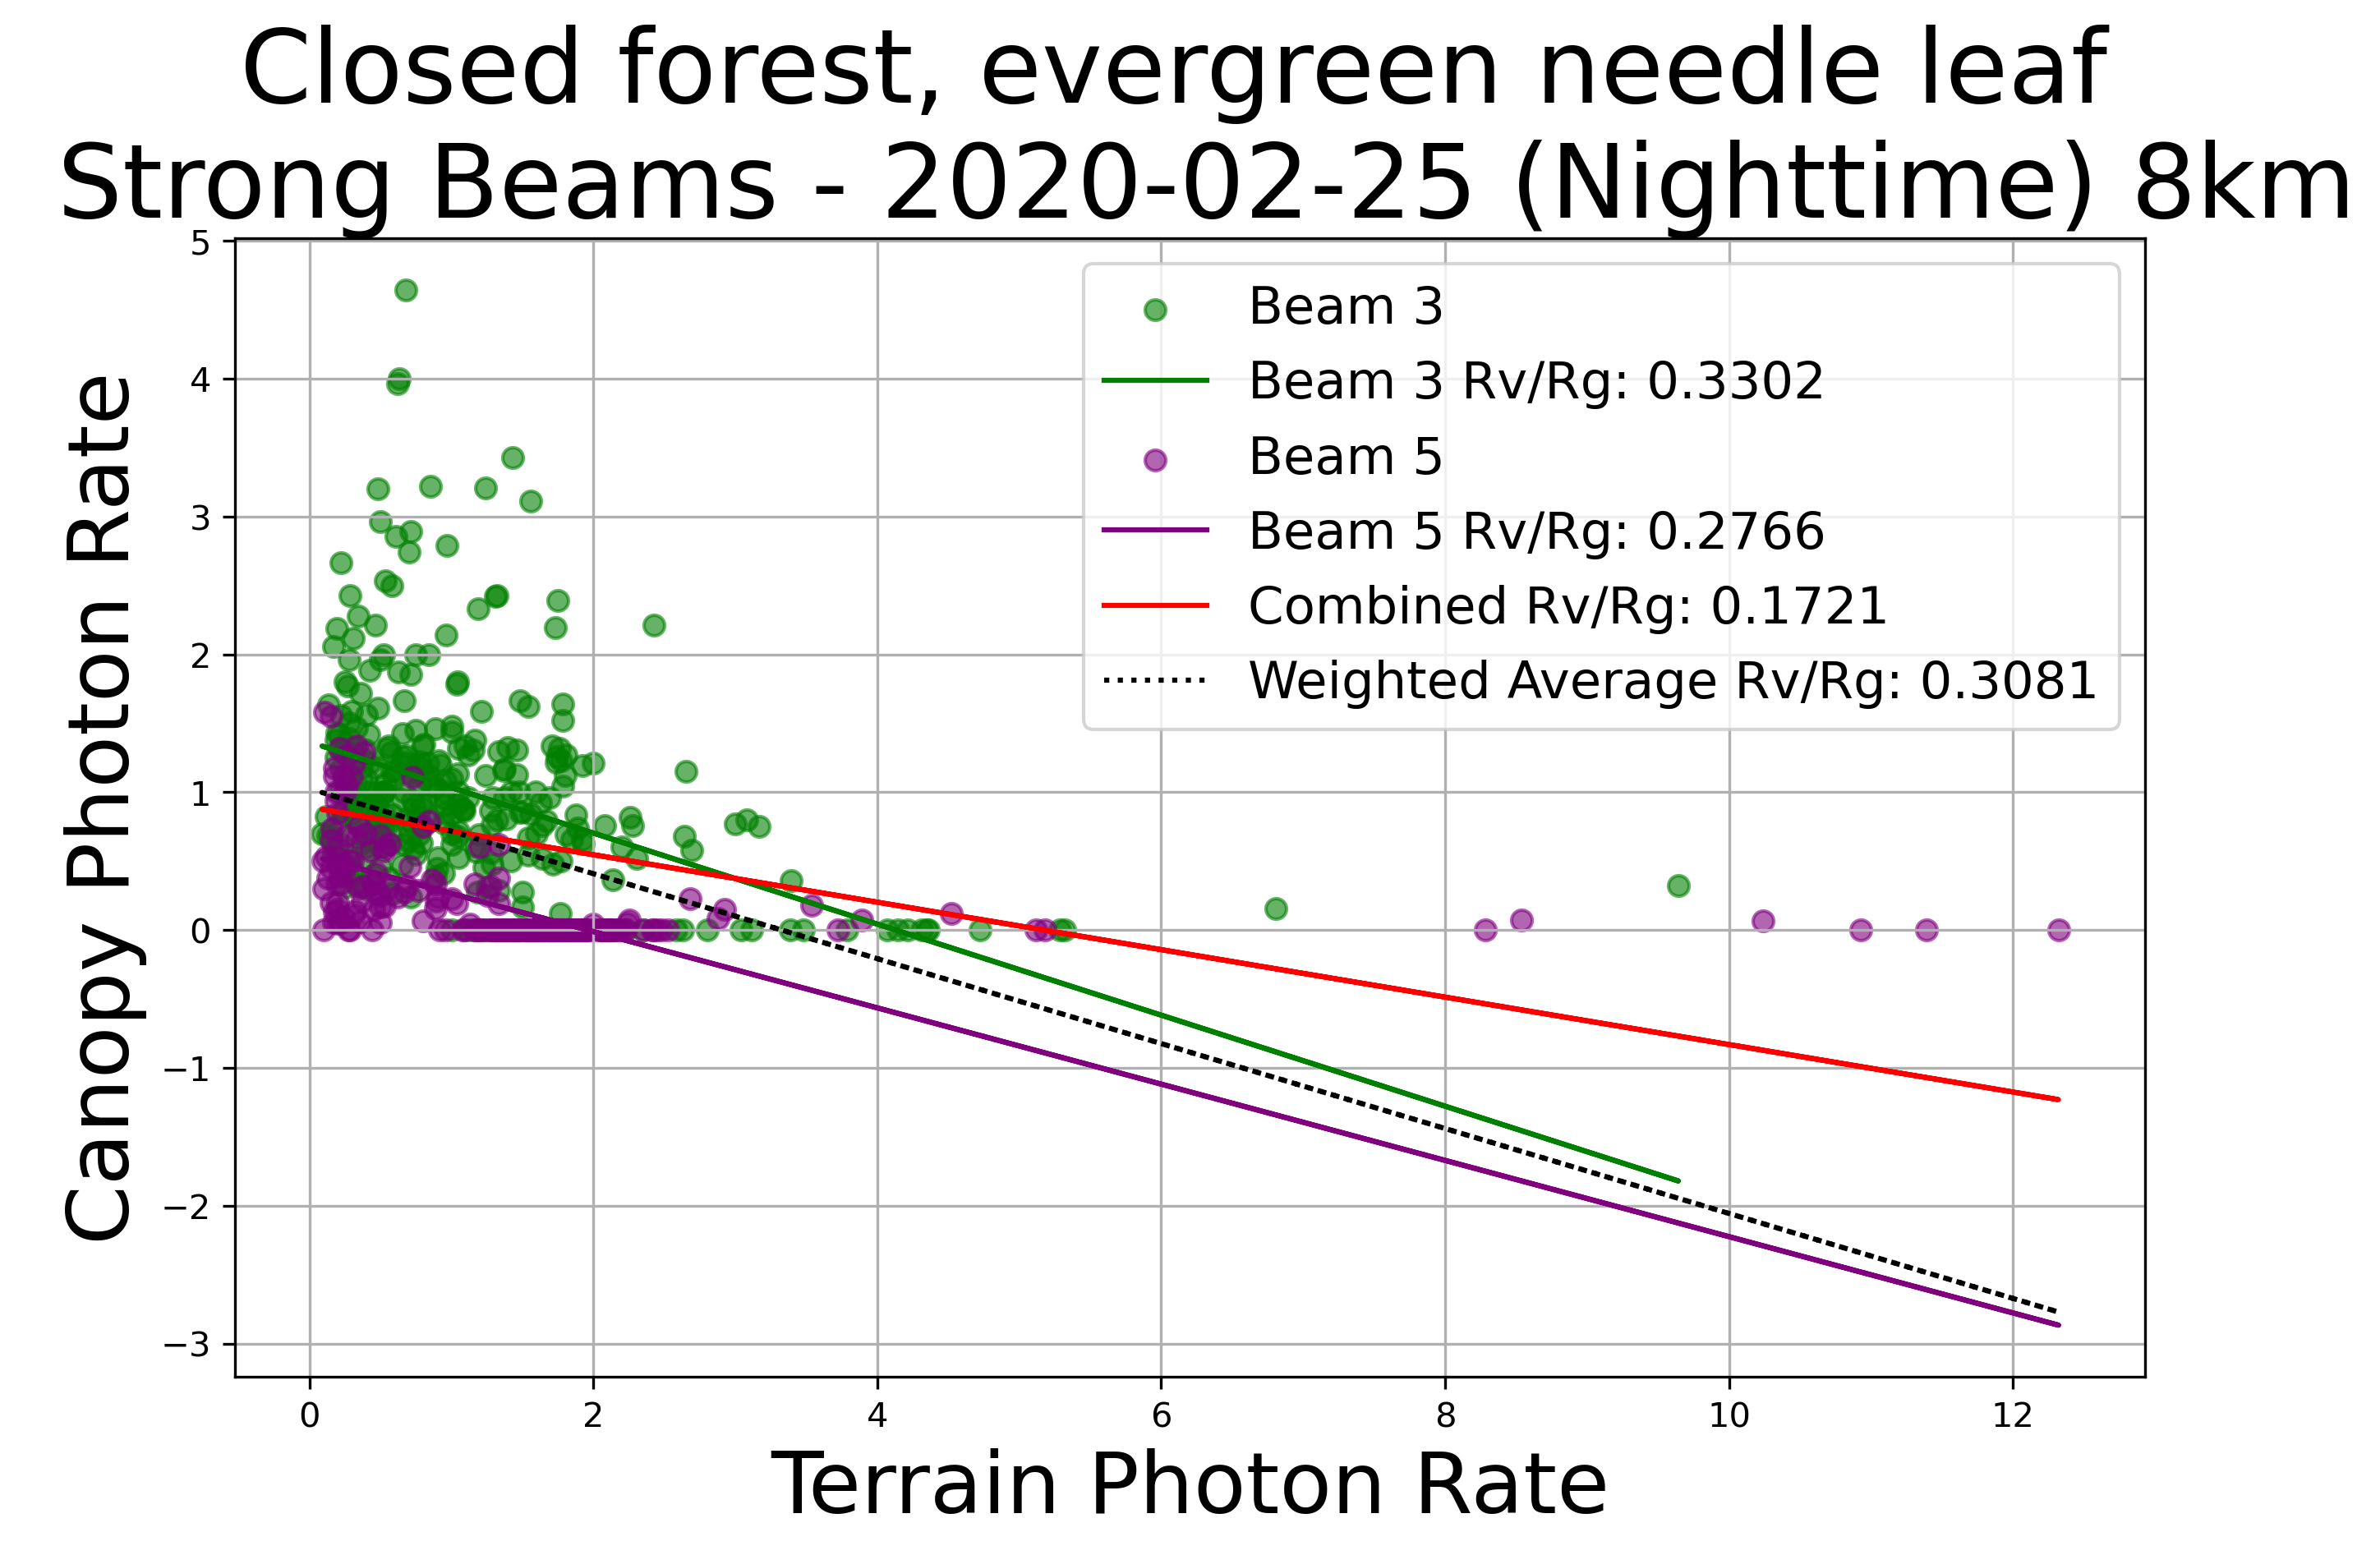 Closed forest, evergreen needle leaf
Strong Beams - 2020-02-25 (Nighttime) 8km
Canopy Photon Rate
5
4
3
2
1
0
−1
−2
−3
Beam 3
Beam 3 Rv/Rg: 0.3302
Beam 5
Beam 5 Rv/Rg: 0.2766
Combined Rv/Rg: 0.1721
Weighted Average Rv/Rg: 0.3081
0 2 4 6 8 10 12
Terrain Photon Rate